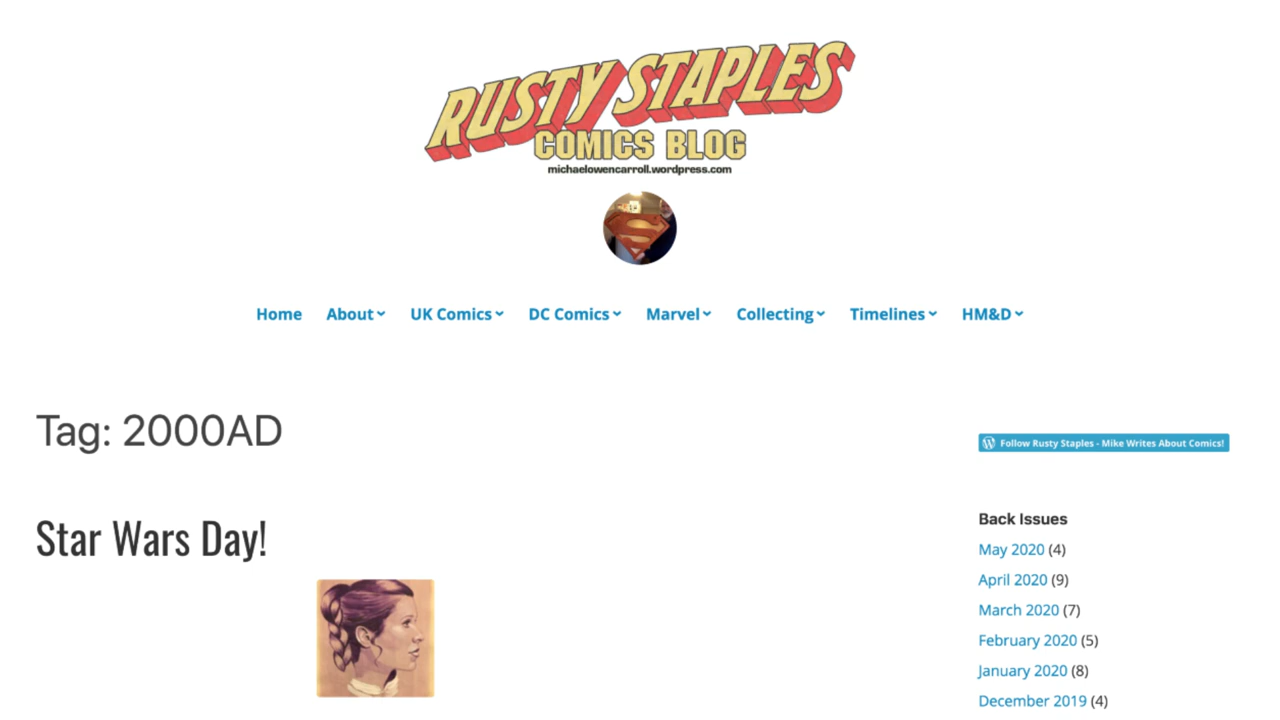 RUSTY STAPLES
COMICS BLOG
michaelowencarroll.wordpress.com
Home About UK Comics DC Comics Marvel Collecting Timelines HM&D
Tag: 2000AD
Follow Rusty Staples - Mike Writes About Comics!
Star Wars Day!
Back Issues
May 2020 (4)
April 2020 (9)
March 2020 (7)
February 2020 (5)
January 2020 (8)
December 2019 (4)